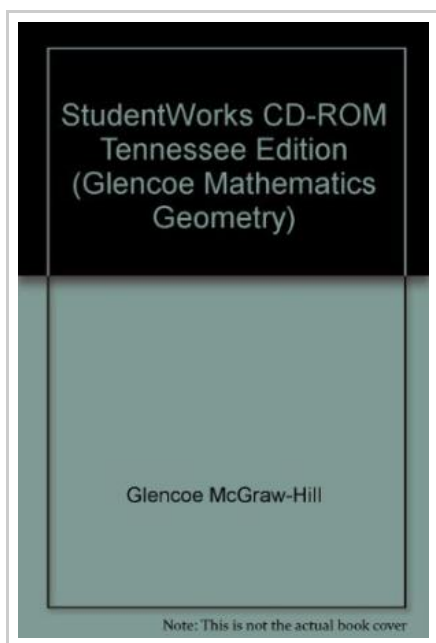 StudentWorks CD-ROM
Tennessee Edition
(Glencoe Mathematics
Geometry)
Glencoe McGraw-Hill
Note: This is not the actual book cover